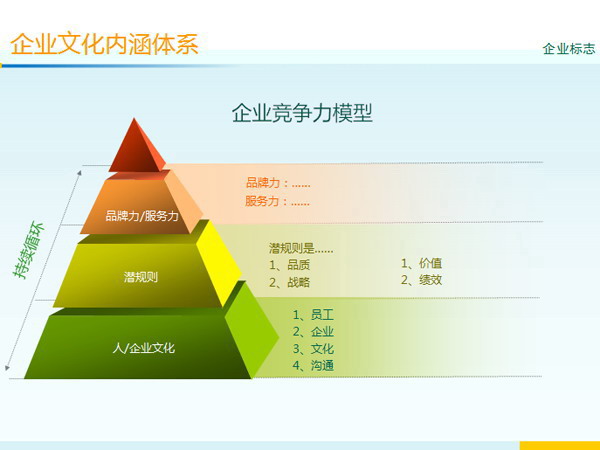 企业文化内涵体系
企业标志
企业竞争力模型
持续循环
品牌力/服务力
品牌力：......
服务力：......
潜规则
潜规则是......
1、品质
2、战略
1、价值
2、绩效
人/企业文化
1、员工
2、企业
3、文化
4、沟通